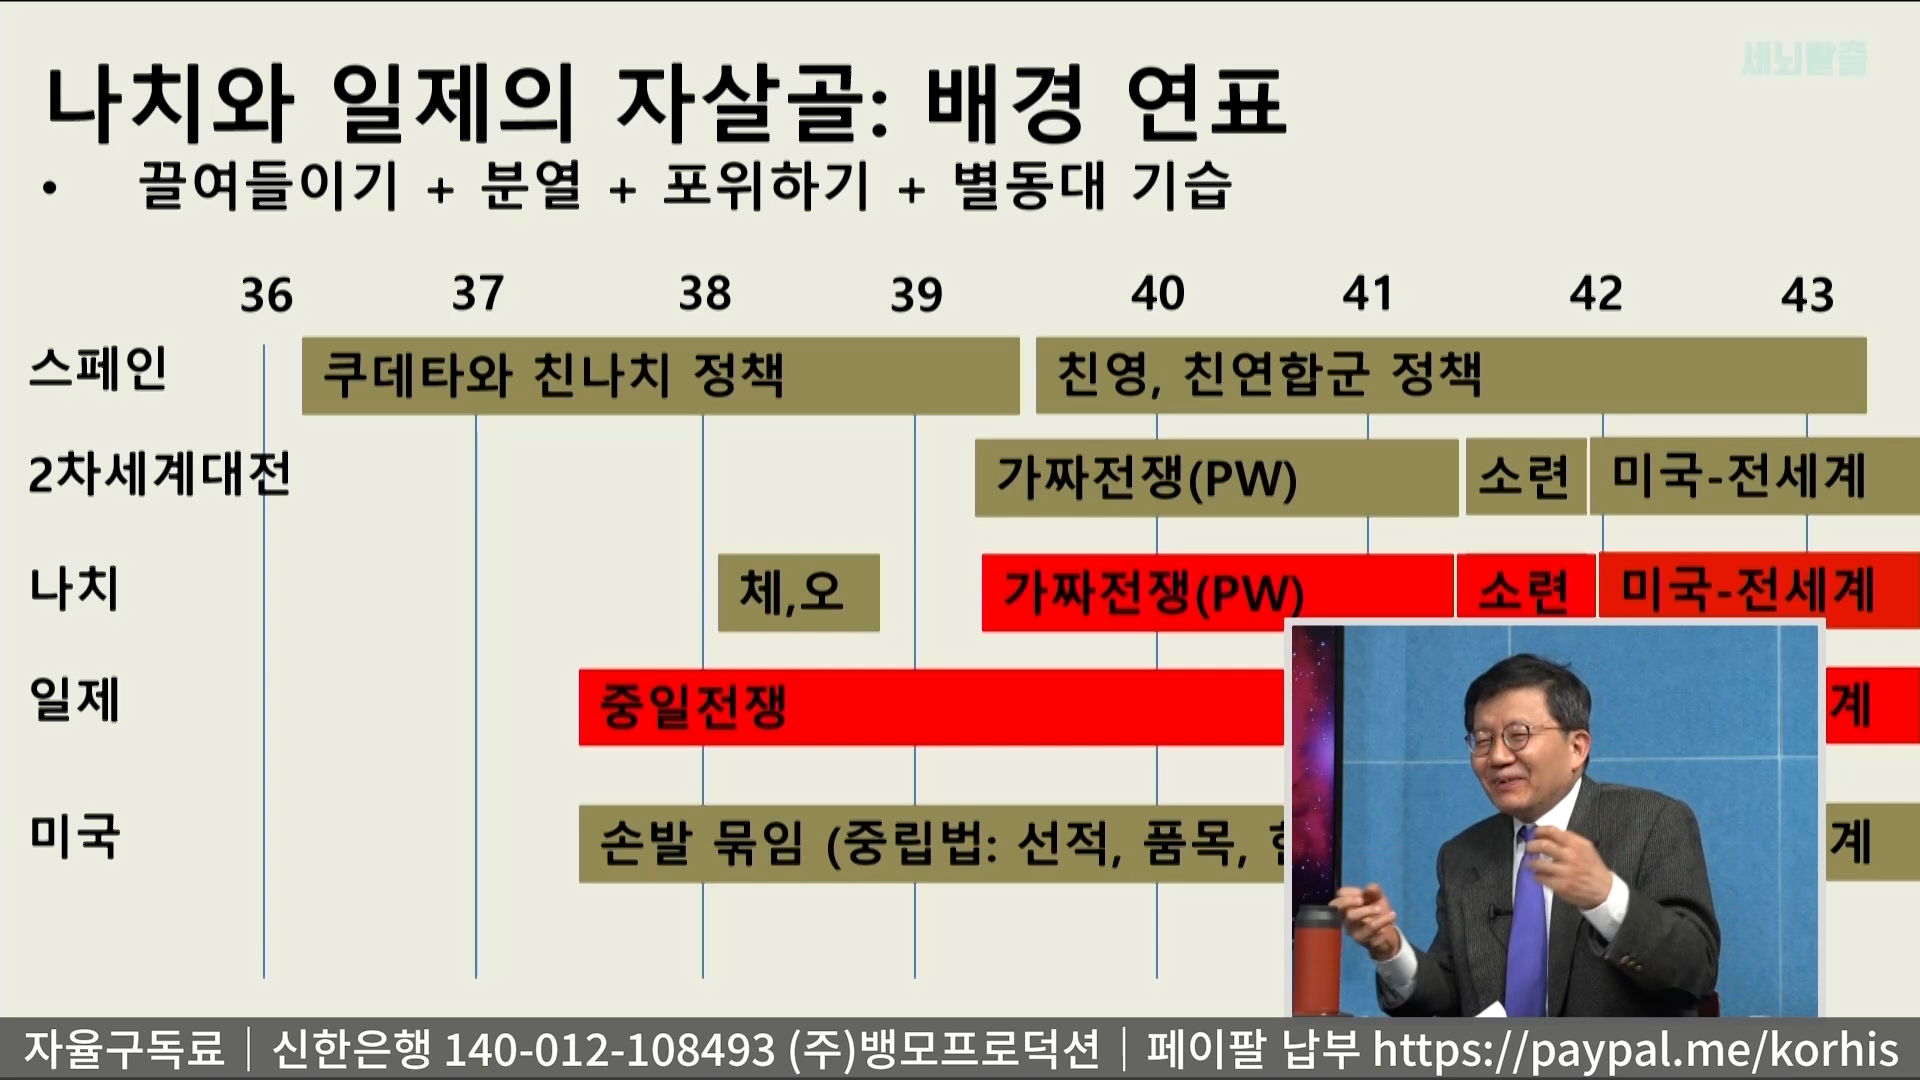 세뇌탈출
나치와 일제의 자살골: 배경 연표
• 끌여들이기 + 분열 + 포위하기 + 별동대 기습
36 37 38 39 40 41 42 43
스페인 쿠데타와 친나치 정책 친영, 친연합군 정책
2차세계대전 가짜전쟁(PW) 소련 미국-전세계
나치 체,오 가짜전쟁(PW) 소련 미국-전세계
일제 중일전쟁 계
미국 손발 묶임 (중립법: 선적, 품목, 계
자율구독료｜신한은행 140-012-108493 (주)뱅모프로덕션｜페이팔 납부 https://paypal.me/korhis